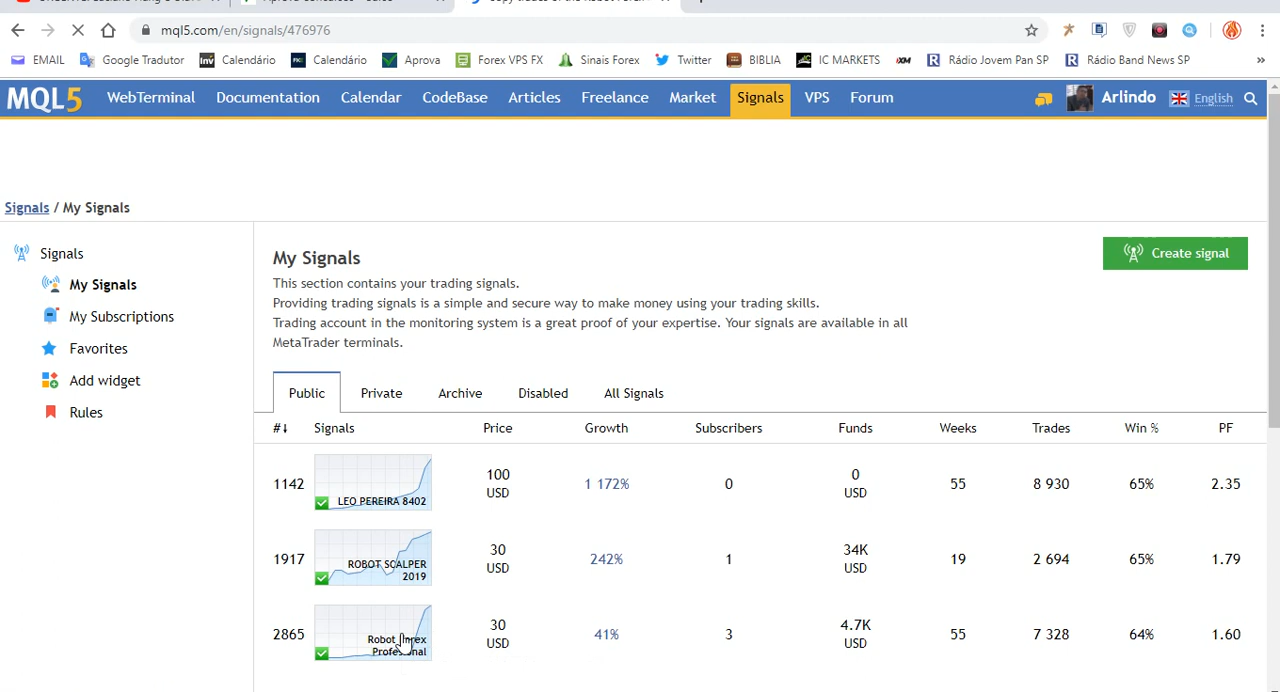 mql5.com/en/signals/476976
EMAIL Google Tradutor Calendário Calendário Aprova Forex VPS FX Sinais Forex Twitter BIBLIA IC MARKETS XM Rádio Jovem Pan SP Rádio Band News SP »
MQL5 WebTerminal Documentation Calendar CodeBase Articles Freelance Market Signals VPS Forum Arlindo English
Signals / My Signals
Signals
My Signals
My Subscriptions
Favorites
Add widget
Rules
My Signals
Create signal
This section contains your trading signals.
Providing trading signals is a simple and secure way to make money using your trading skills.
Trading account in the monitoring system is a great proof of your expertise. Your signals are available in all
MetaTrader terminals.
Public Private Archive Disabled All Signals
#↓ Signals Price Growth Subscribers Funds Weeks Trades Win % PF
1142 LEO PEREIRA 8402 100 USD 1 172% 0 0 USD 55 8 930 65% 2.35
1917 ROBOT SCALPER 2019 30 USD 242% 1 34K USD 19 2 694 65% 1.79
2865 Robot Professional 30 USD 41% 3 4.7K USD 55 7 328 64% 1.60